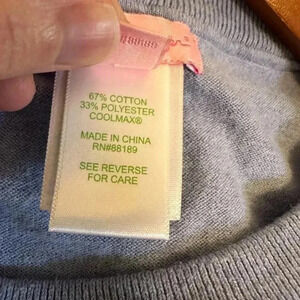 67% COTTON
33% POLYESTER
COOLMAX®
MADE IN CHINA
RN#88189
SEE REVERSE
FOR CARE